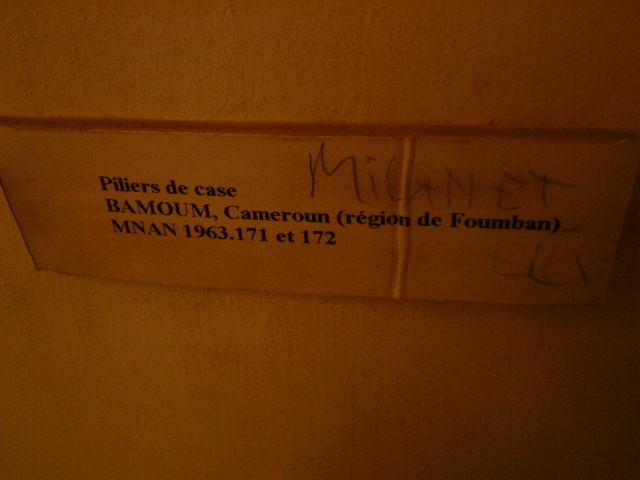 Piliers de case
BAMOUM, Cameroun (région de Foumban)
MNAN 1963.171 et 172